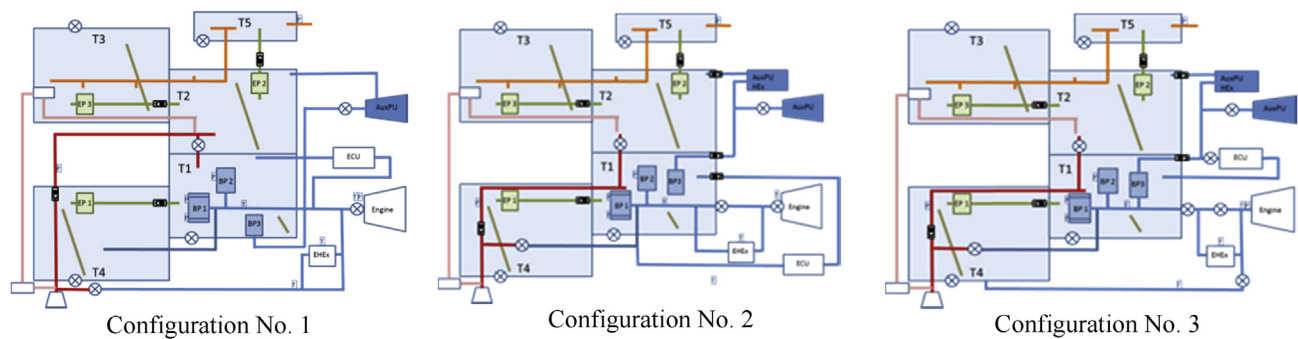 T5
T3
EP 2
T2
EP 3
AuxPU
T1
ECU
BP 2
EP 1
BP 1
Engine
BP3
EHEx
T4
Configuration No. 1
T5
T3
EP 2
AuxPU
HEx
T2
EP 3
AuxPU
T1
BP 2
BP3
EP 1
BP 1
Engine
EHEx
T4
ECU
Configuration No. 2
T5
T3
EP 2
AuxPU
HEx
T2
EP 3
AuxPU
T1
ECU
BP 2
BP3
EP 1
BP 1
Engine
EHEx
T4
Configuration No. 3